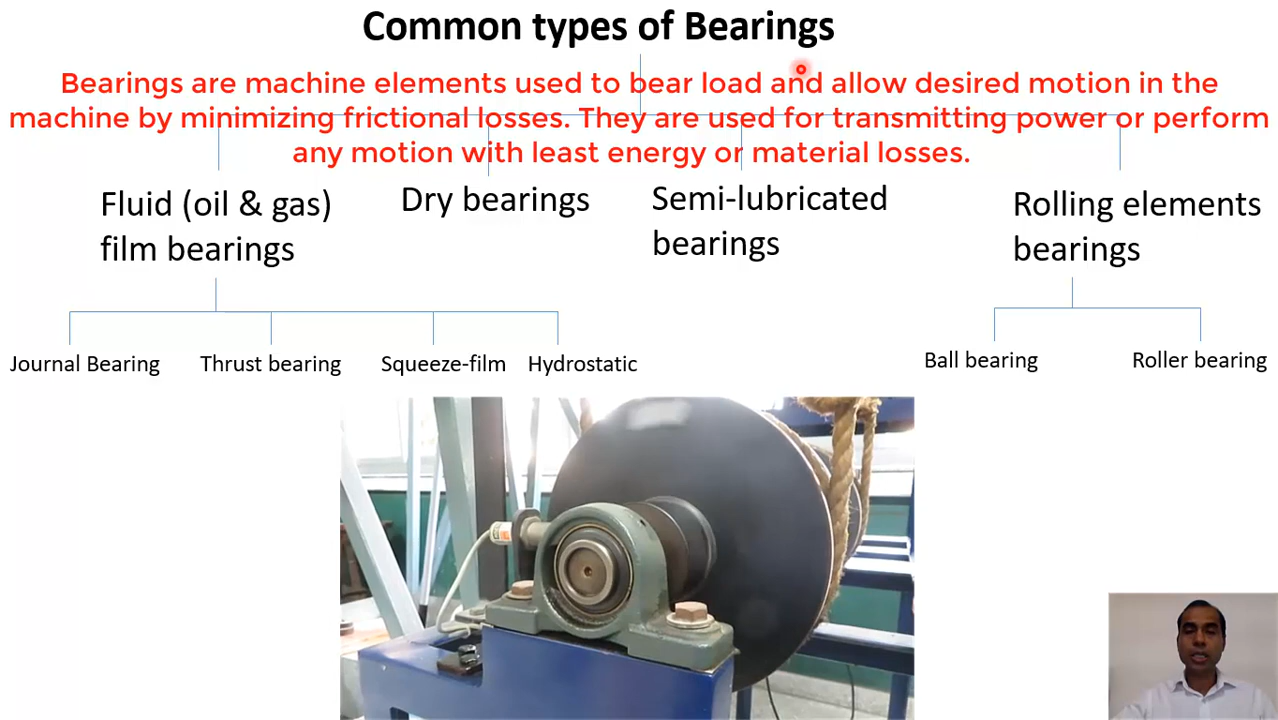 Common types of Bearings
Bearings are machine elements used to bear load and allow desired motion in the
machine by minimizing frictional losses. They are used for transmitting power or perform
any motion with least energy or material losses.
Fluid (oil & gas)
film bearings
Dry bearings
Semi-lubricated
bearings
Rolling elements
bearings
Journal Bearing
Thrust bearing
Squeeze-film
Hydrostatic
Ball bearing
Roller bearing